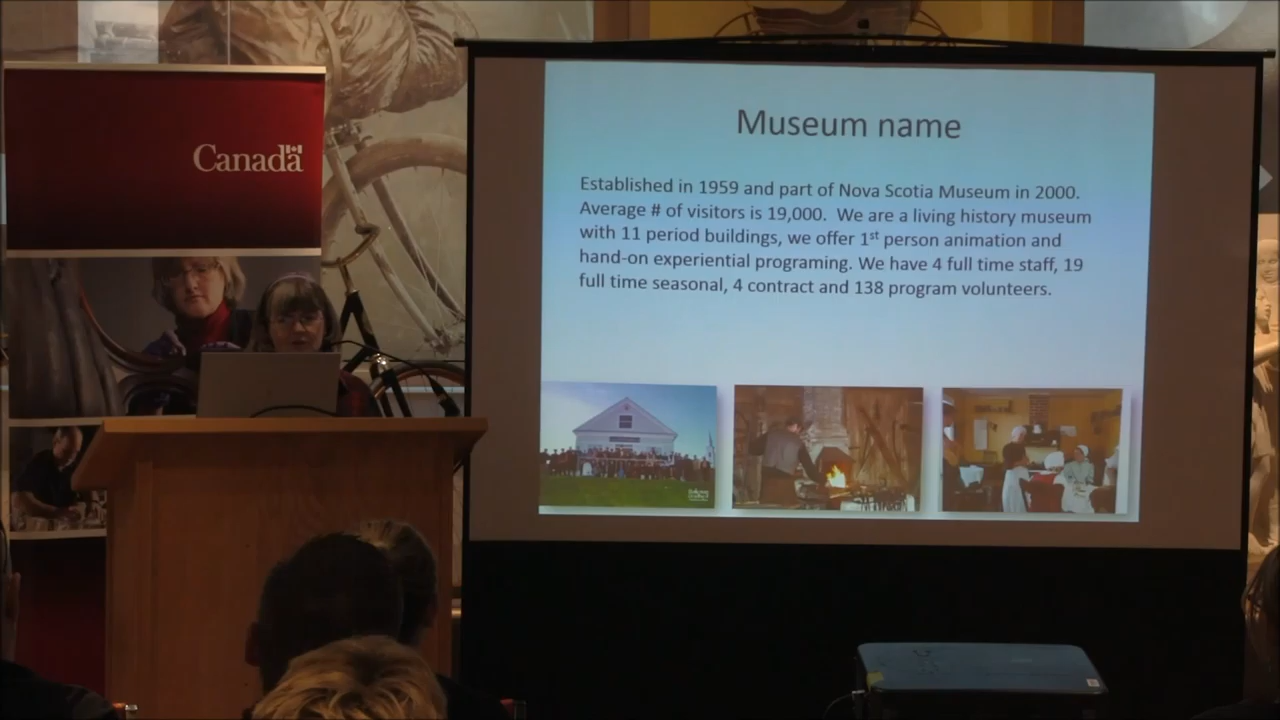 Canada
Museum name
Established in 1959 and part of Nova Scotia Museum in 2000.
Average # of visitors is 19,000. We are a living history museum
with 11 period buildings, we offer 1st person animation and
hand-on experiential programing. We have 4 full time staff, 19
full time seasonal, 4 contract and 138 program volunteers.